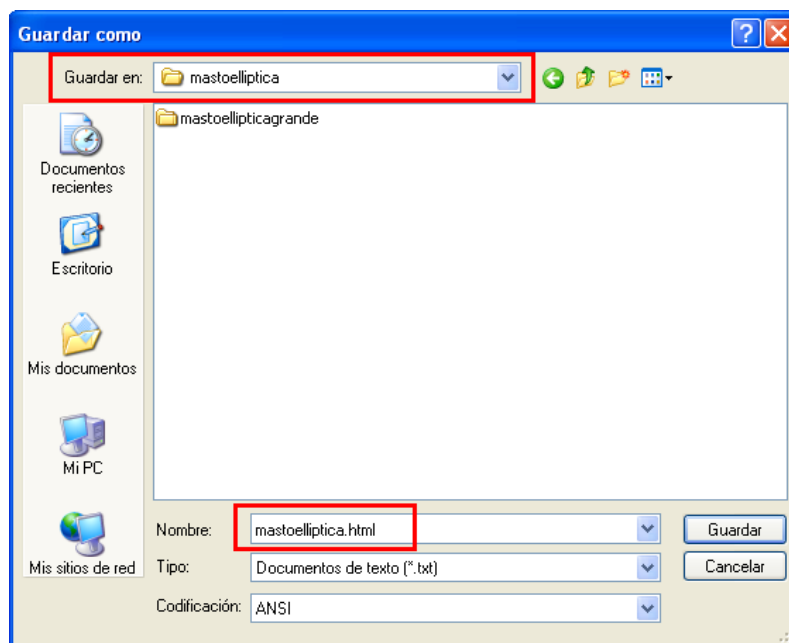 Guardar como
Guardar en: mastoelliptica
mastoellipticagrande
Documentos
recientes
Escritorio
Mis documentos
Mi PC
Mis sitios de red
Nombre: mastoelliptica.html Guardar
Tipo: Documentos de texto (*.txt) Cancelar
Codificación: ANSI